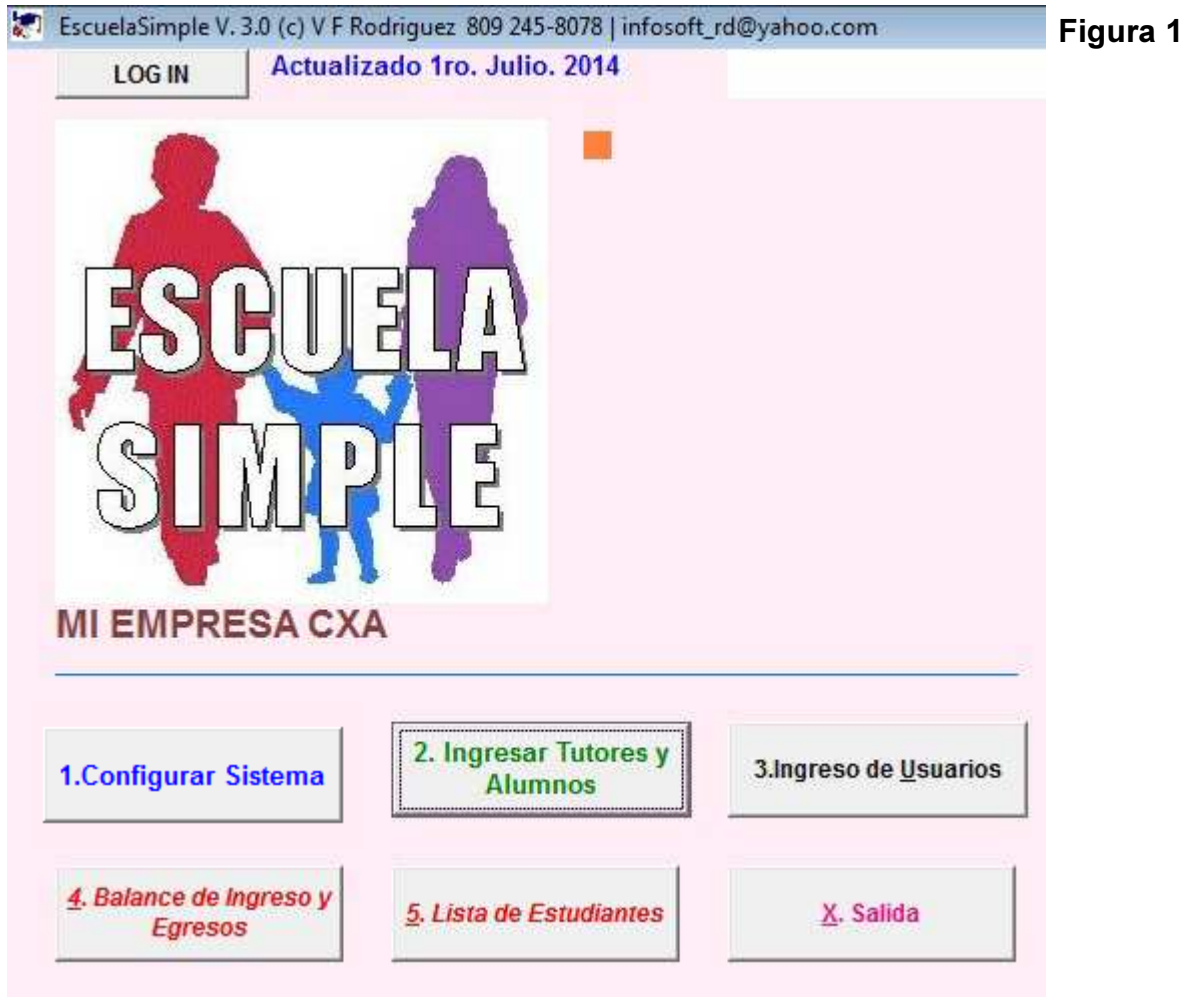 EscuelaSimple V. 3.0 (c) V F Rodriguez 809 245-8078 | infosoft_rd@yahoo.com
Figura 1
LOG IN
Actualizado 1ro. Julio. 2014
ESCUELA
SIMPLE
MI EMPRESA CXA
1.Configurar Sistema
2. Ingresar Tutores y
Alumnos
3.Ingreso de Usuarios
4. Balance de Ingreso y
Egresos
5. Lista de Estudiantes
X. Salida